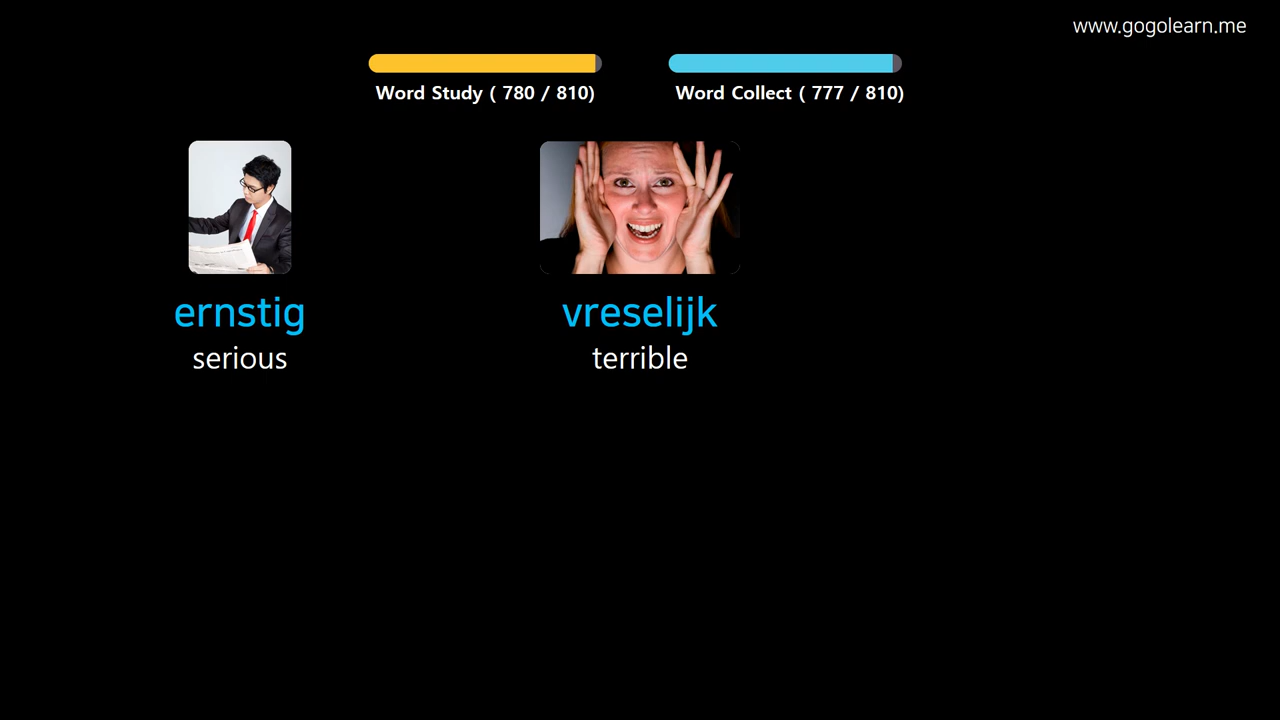 www.gogolearn.me
Word Study ( 780 / 810)
Word Collect ( 777 / 810)
ernstig
serious
vreselijk
terrible